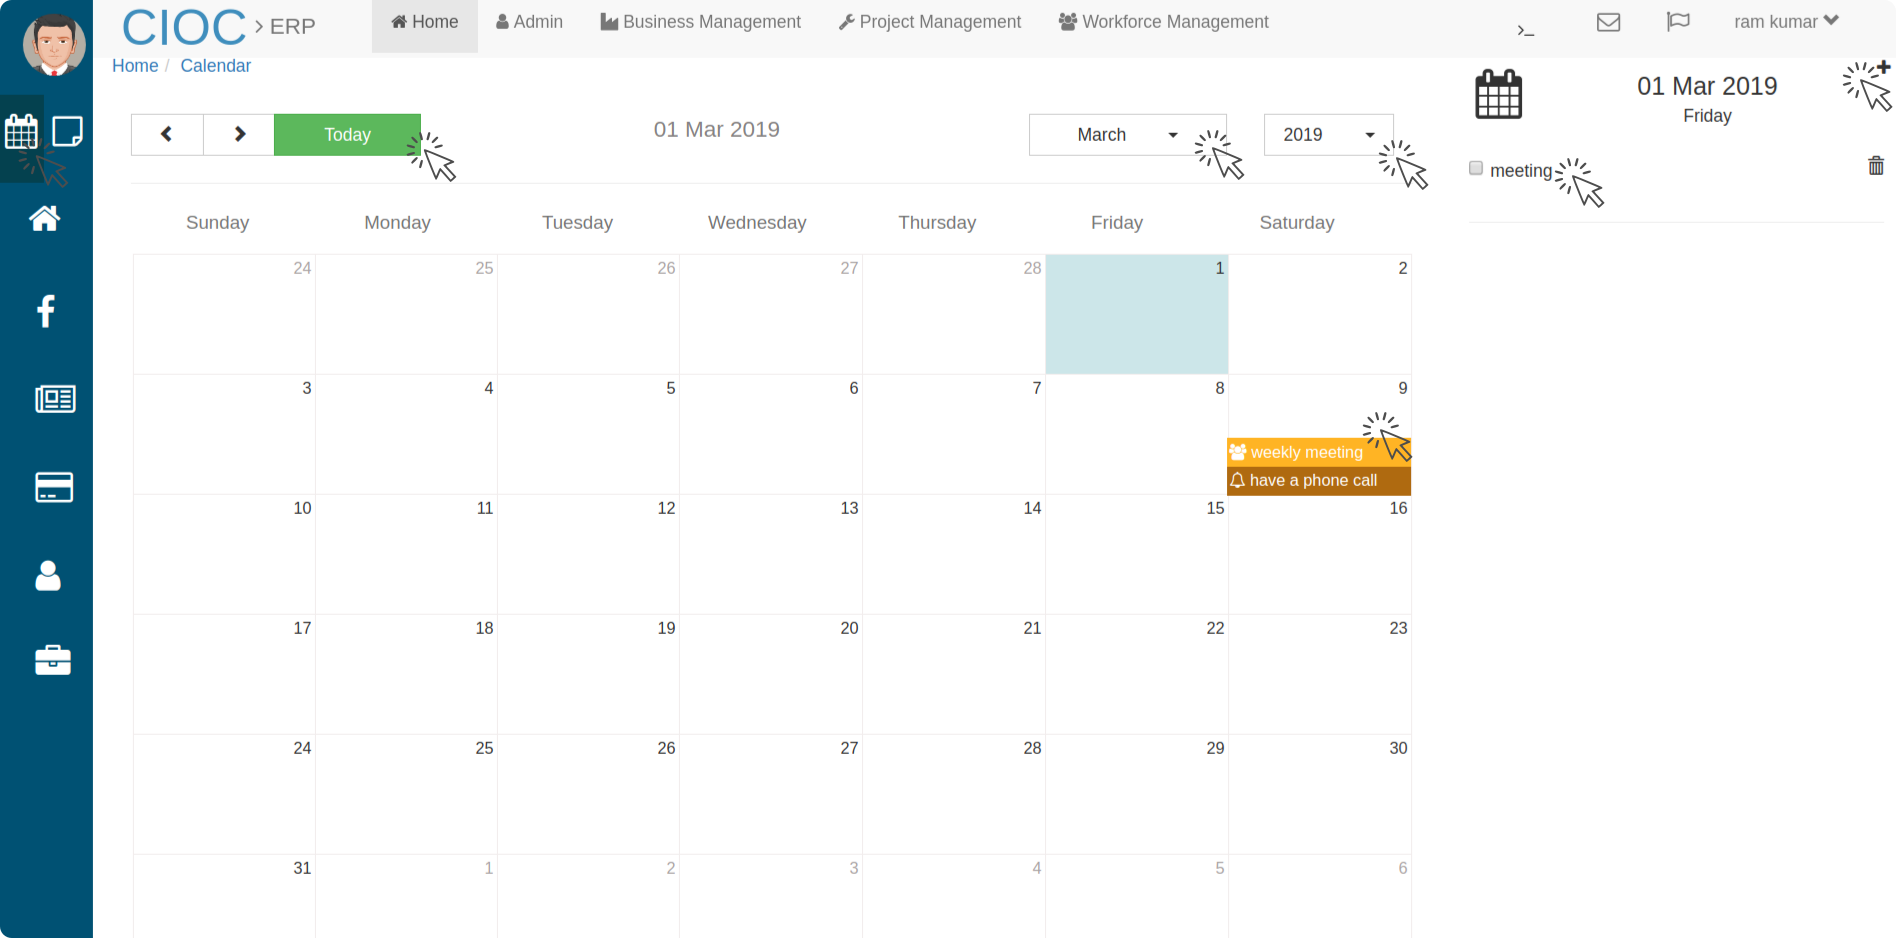 CIOC > ERP Home Admin Business Management Project Management Workforce Management >_ ram kumar
Home / Calendar
Today 01 Mar 2019 March 2019
Sunday Monday Tuesday Wednesday Thursday Friday Saturday
24 25 26 27 28 1 2
3 4 5 6 7 8 9
weekly meeting
have a phone call
10 11 12 13 14 15 16
17 18 19 20 21 22 23
24 25 26 27 28 29 30
31 1 2 3 4 5 6
01 Mar 2019
Friday
meeting